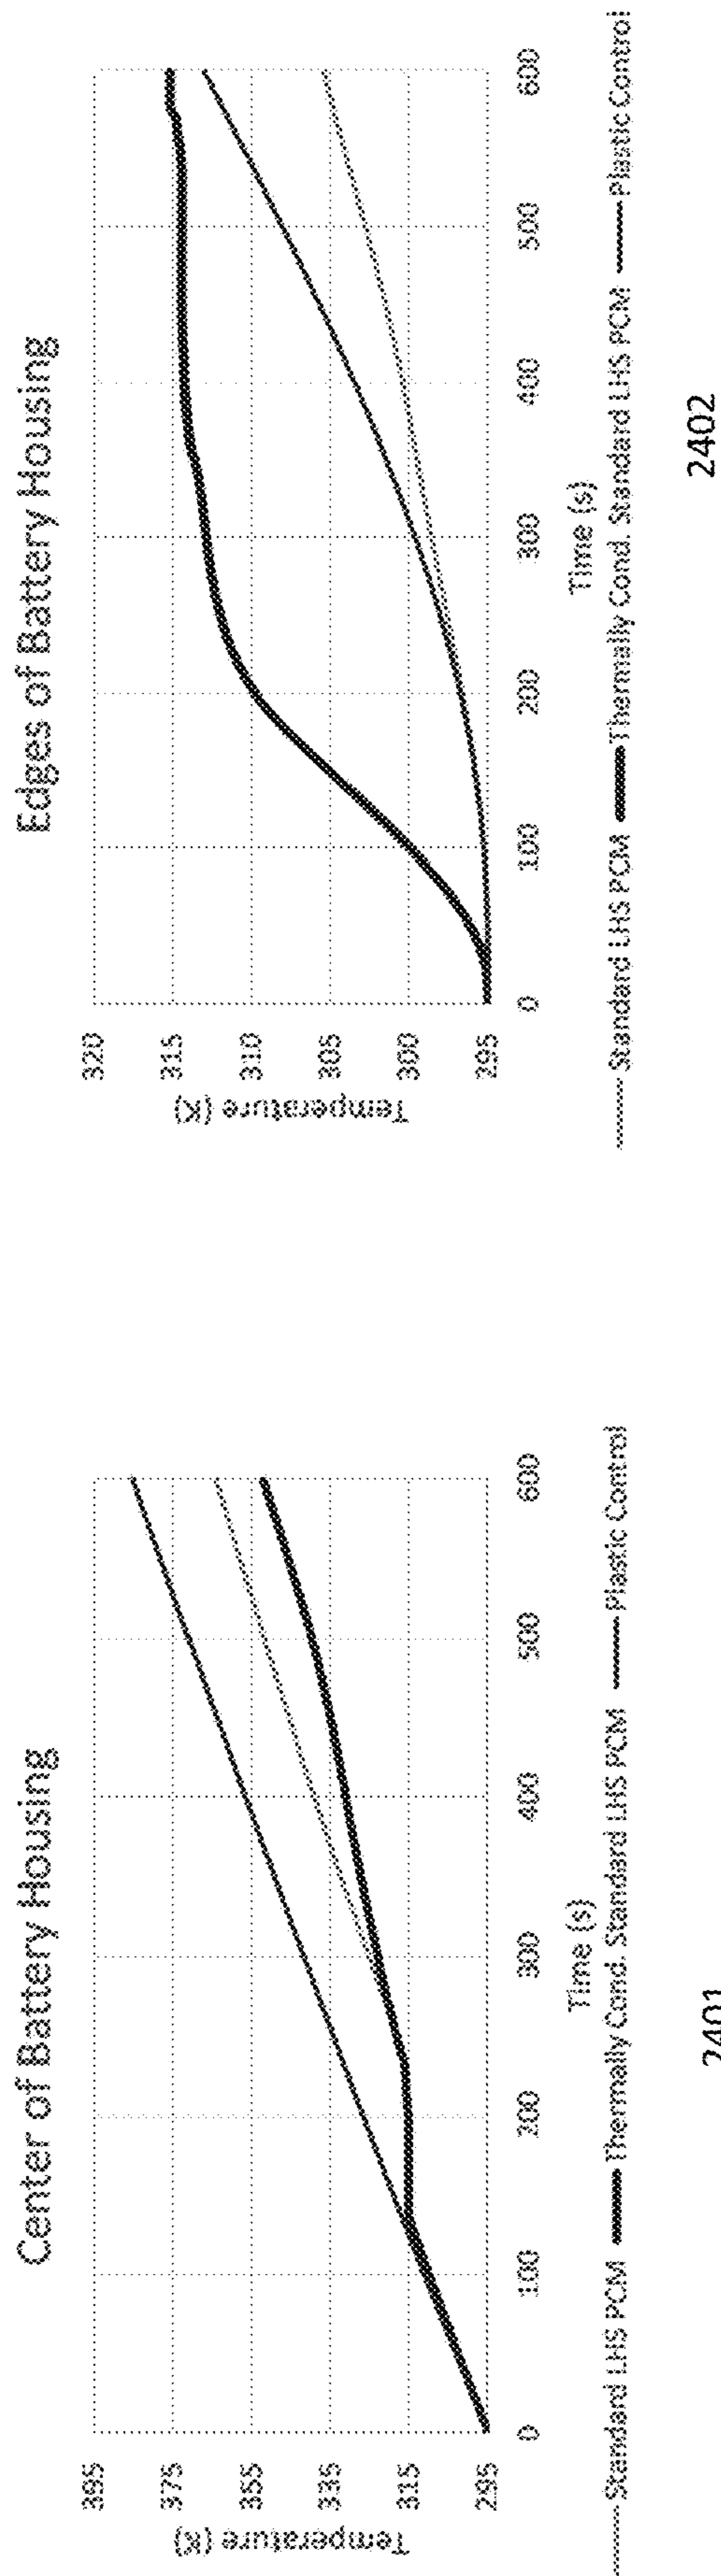 Center of Battery Housing
395
375
355
335
315
295
Temperature (K)
0 100 200 300 400 500 600
Time (s)
Standard LHS PCM Thermally Cond. Standard LHS PCM Plastic Control
2401
Edges of Battery Housing
320
315
310
305
300
295
Temperature (K)
0 100 200 300 400 500 600
Time (s)
Standard LHS PCM Thermally Cond. Standard LHS PCM Plastic Control
2402